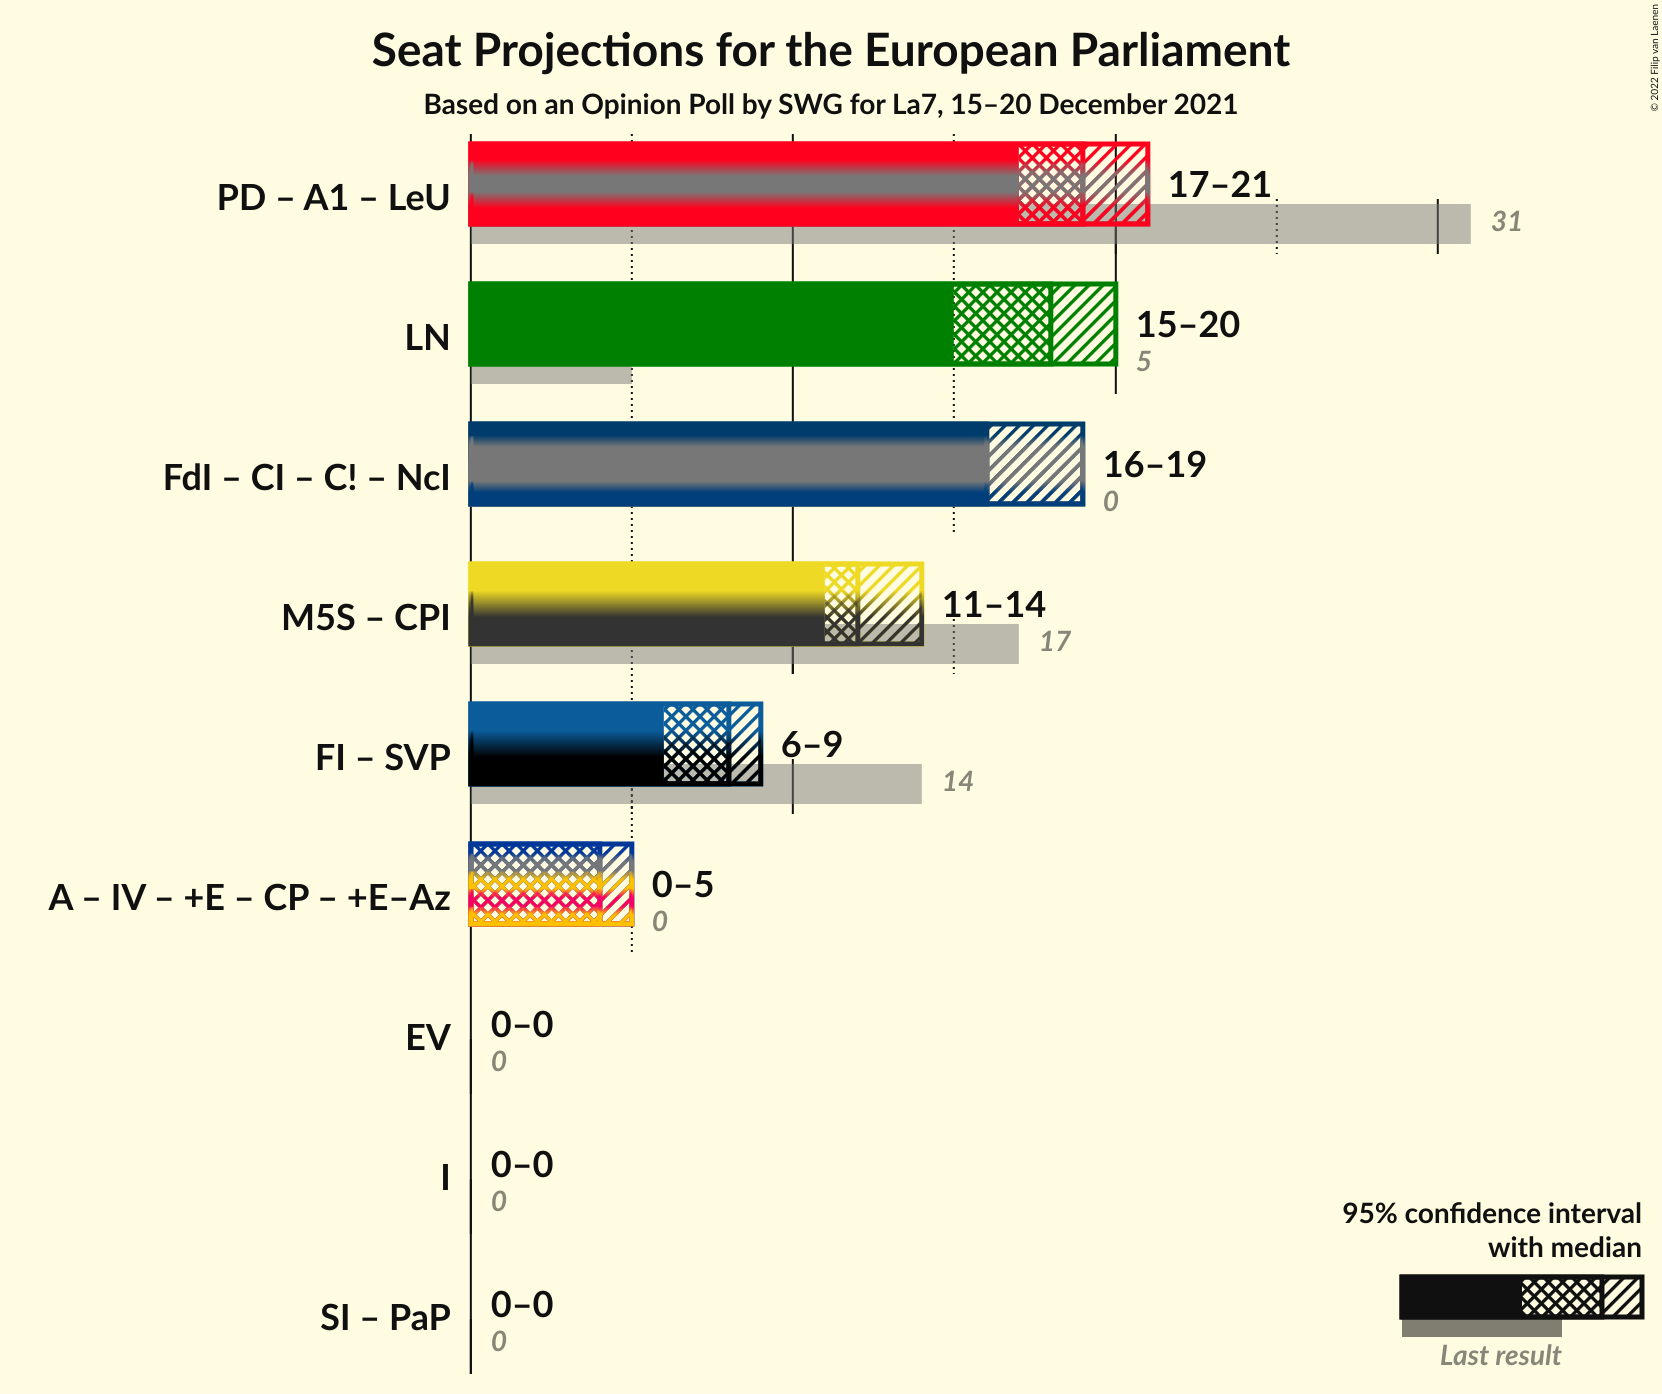 Seat Projections for the European Parliament
Based on an Opinion Poll by SWG for La7, 15–20 December 2021
© 2022 Filip van Laenen
PD – A1 – LeU
17–21
31
LN
15–20
5
FdI – CI – C! – NcI
16–19
0
M5S – CPI
11–14
17
FI – SVP
6–9
14
A – IV – +E – CP – +E–Az
0–5
0
EV
0–0
0
I
0–0
0
SI – PaP
0–0
0
95% confidence interval
with median
Last result